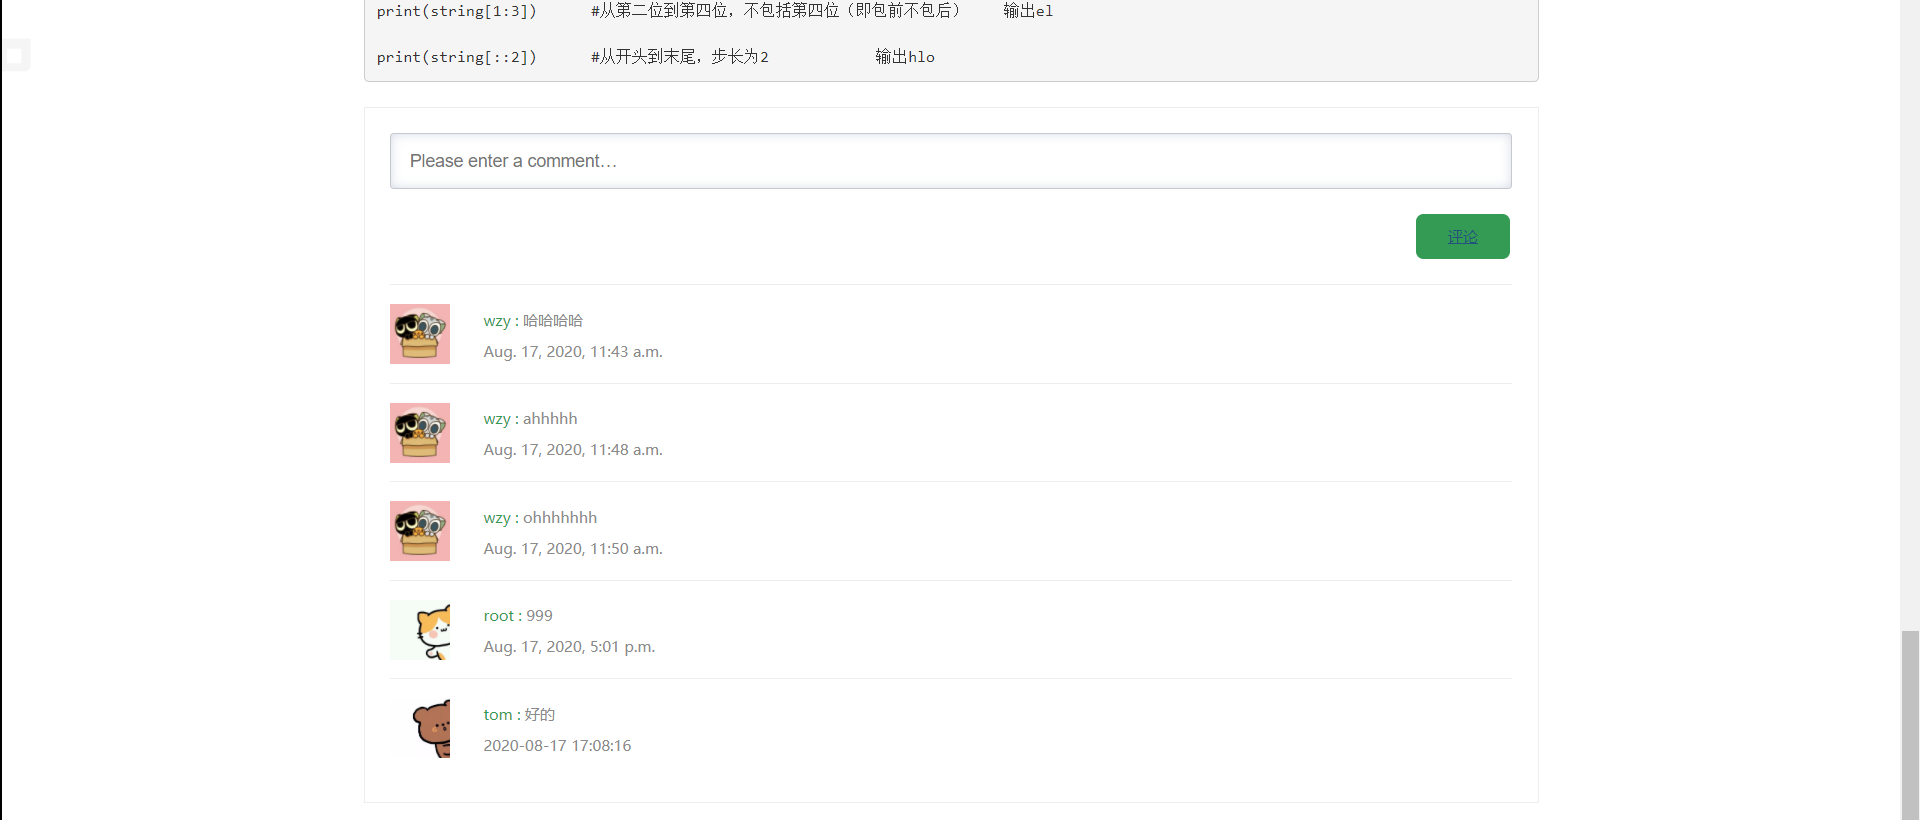 print(string[1:3])      #从第二位到第四位，不包括第四位（即包前不包后）    输出el
print(string[::2])      #从开头到末尾，步长为2            输出hlo
Please enter a comment…
评论
wzy : 哈哈哈哈
Aug. 17, 2020, 11:43 a.m.
wzy : ahhhhh
Aug. 17, 2020, 11:48 a.m.
wzy : ohhhhhhh
Aug. 17, 2020, 11:50 a.m.
root : 999
Aug. 17, 2020, 5:01 p.m.
tom : 好的
2020-08-17 17:08:16